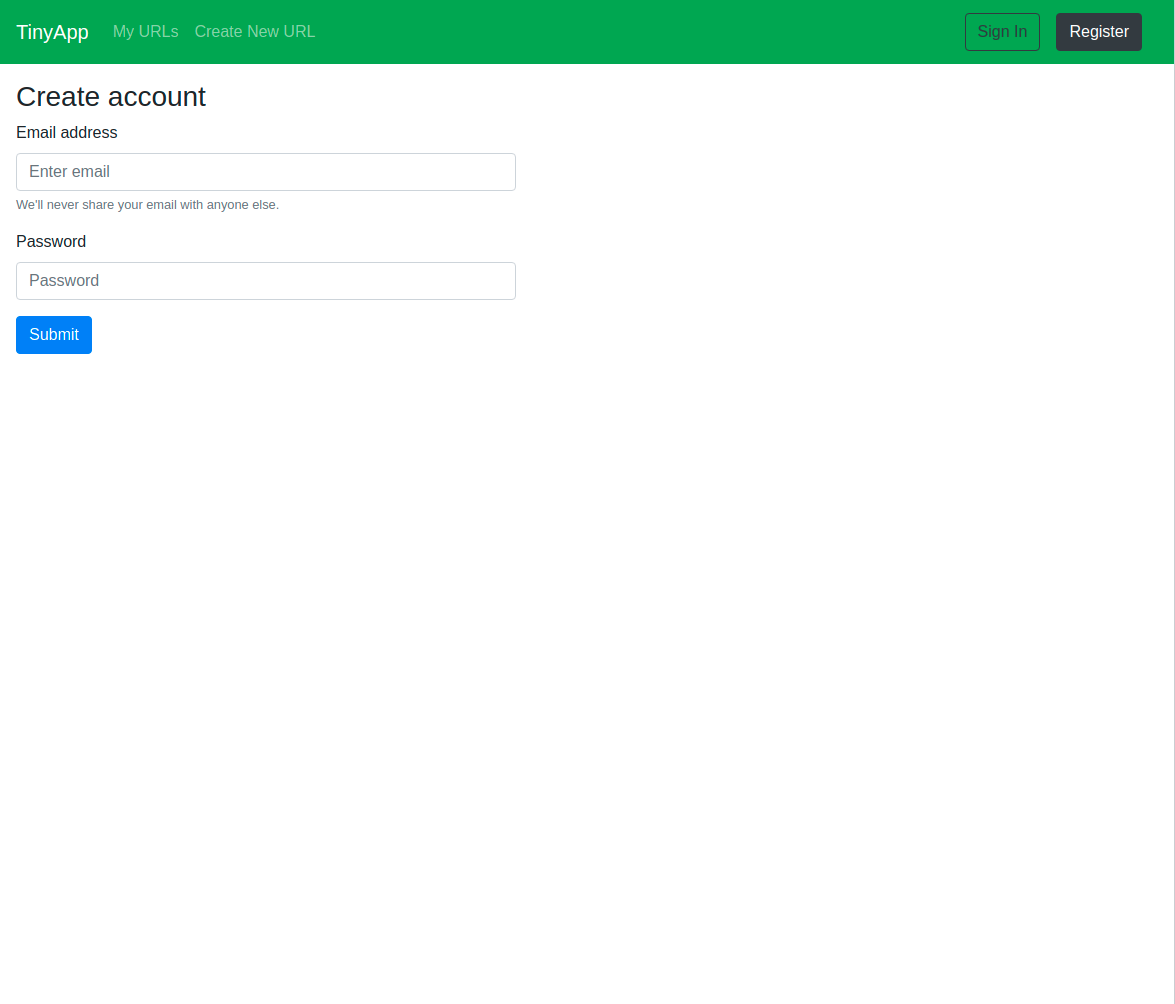 TinyApp My URLs Create New URL Sign In Register
Create account
Email address
Enter email
We'll never share your email with anyone else.
Password
Password
Submit